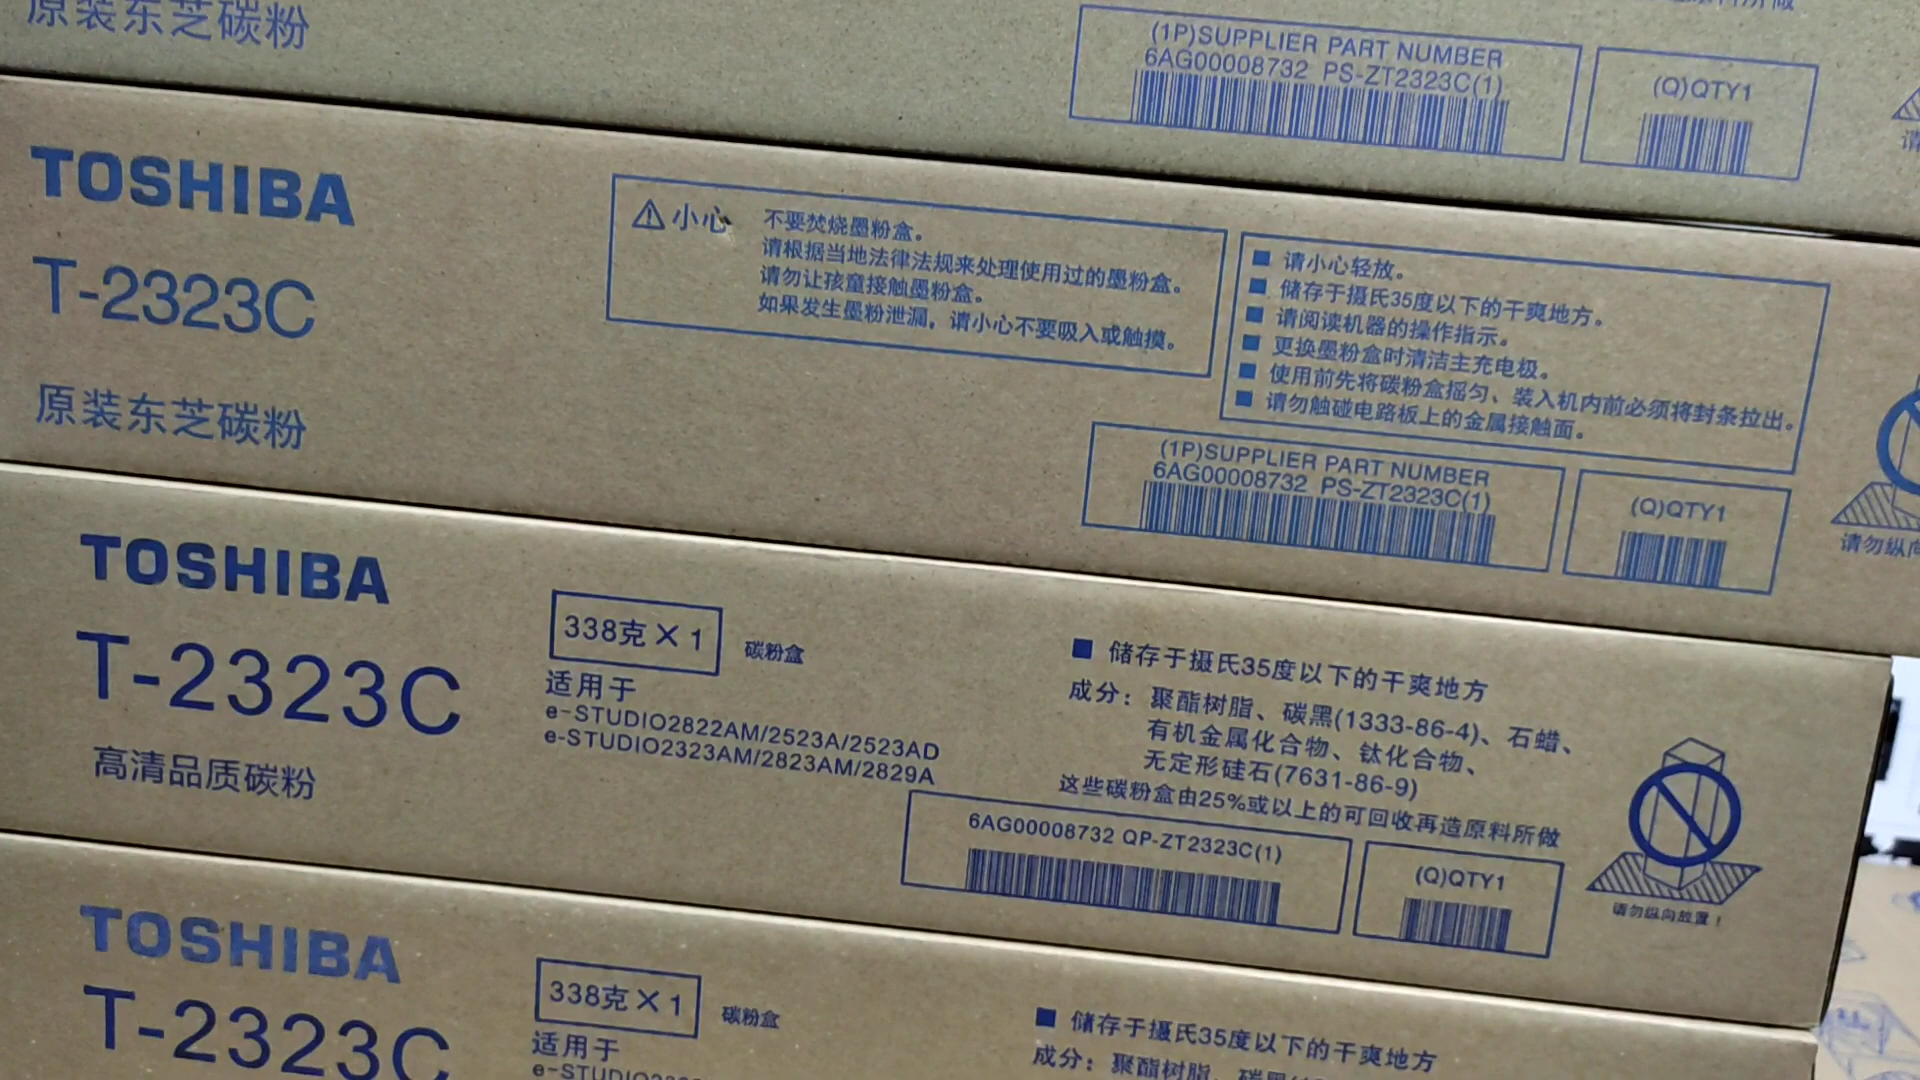 原装东芝碳粉
(1P)SUPPLIER PART NUMBER
6AG00008732 PS-ZT2323C(1)
(Q)QTY1
TOSHIBA
T-2323C
原装东芝碳粉
小心
不要焚烧墨粉盒。
请根据当地法律法规来处理使用过的墨粉盒。
请勿让孩童接触墨粉盒。
如果发生墨粉泄漏，请小心不要吸入或触摸。
■ 请小心轻放。
■ 储存于摄氏35度以下的干爽地方。
■ 请阅读机器的操作指示。
■ 更换墨粉盒时清洁主充电极。
■ 使用前先将碳粉盒摇匀、装入机内前必须将封条拉出。
■ 请勿触碰电路板上的金属接触面。
(1P)SUPPLIER PART NUMBER
6AG00008732 PS-ZT2323C(1)
(Q)QTY1
请勿纵向
TOSHIBA
T-2323C
高清品质碳粉
338克×1
碳粉盒
适用于
e-STUDIO2822AM/2523A/2523AD
e-STUDIO2323AM/2823AM/2829A
■ 储存于摄氏35度以下的干爽地方
成分：聚酯树脂、碳黑(1333-86-4)、石蜡、
有机金属化合物、钛化合物、
无定形硅石(7631-86-9)
这些碳粉盒由25%或以上的可回收再造原料所做
6AG00008732 QP-ZT2323C(1)
(Q)QTY1
请勿纵向放置！
TOSHIBA
T-2323C
338克×1
碳粉盒
适用于
■ 储存于摄氏35度以下的干爽地方
成分：聚酯树脂、碳黑